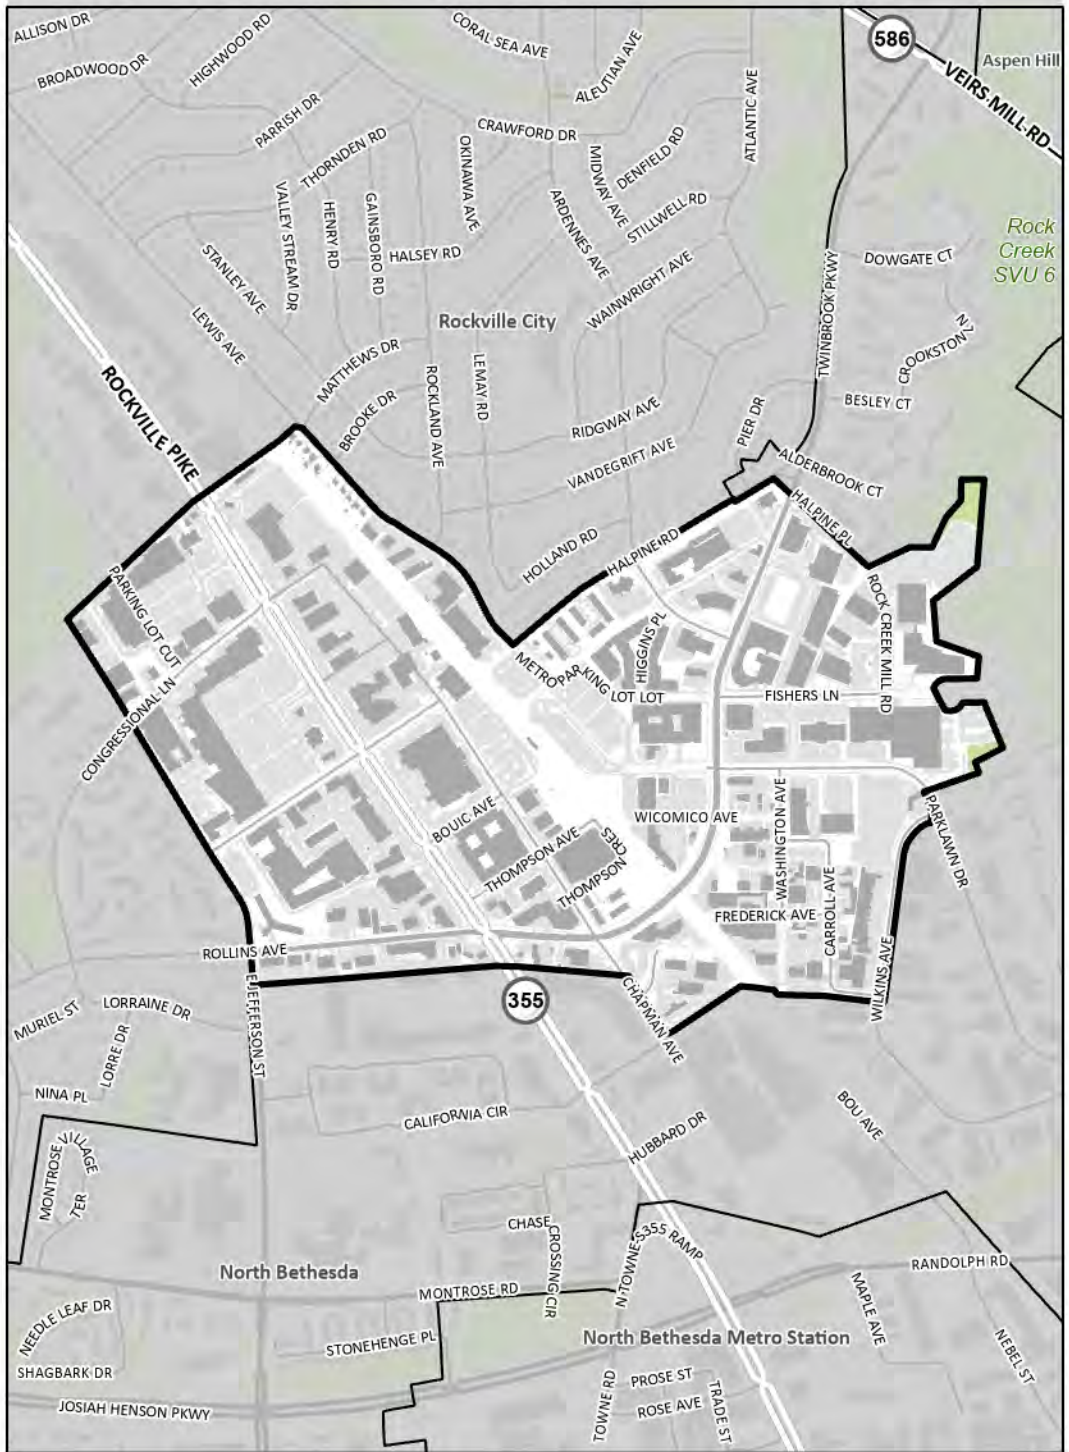 ALLISON DR
BROADWOOD DR
HIGHWOOD RD
CORAL SEA AVE
ALEUTIAN AVE
586
VEIRS MILL RD
Aspen Hill
PARRISH DR
THORNDEN RD
CRAWFORD DR
OKINAWA AVE
MIDWAY AVE
DENFIELD RD
ATLANTIC AVE
VALLEY STREAM DR
HENRY RD
GAINSBORO RD
HALSEY RD
ARDENNES AVE
STILLWELL RD
WAINWRIGHT AVE
STANLEY AVE
LEWIS AVE
Rockville City
TWINBROOK PKWY
DOWGATE CT
Rock
Creek
SVU 6
CROOKSTON
BESLEY CT
ROCKVILLE PIKE
MATTHEWS DR
BROOKE DR
ROCKLAND AVE
LEMAY RD
RIDGWAY AVE
VANDEGRIFT AVE
PIER DR
ALDERBROOK CT
HALPINE PL
HOLLAND RD
HALPINE RD
PARKING LOT CUT
CONGRESSIONAL LN
METRO PARKING
LOT LOT
HIGGINS PL
FISHERS LN
ROCK CREEK MILL RD
BOUIC AVE
THOMPSON AVE
THOMPSON
CRES
WICOMICO AVE
WASHINGTON AVE
CARROLL AVE
FREDERICK AVE
PARKLAWN DR
WILKINS AVE
ROLLINS AVE
E JEFFERSON ST
355
CHAPMAN AVE
MURIEL ST
LORRAINE DR
LORRE DR
NINA PL
MONTROSE VILLAGE
TER
CALIFORNIA CIR
HUBBARD DR
BOU AVE
CHASE
CROSSING CIR
N TOWNE
S355 RAMP
North Bethesda
MONTROSE RD
RANDOLPH RD
NEEDLE LEAF DR
STONEHENGE PL
North Bethesda Metro Station
MAPLE AVE
NEBEL ST
SHAGBARK DR
JOSIAH HENSON PKWY
TOWNE RD
PROSE ST
ROSE AVE
TRADE ST